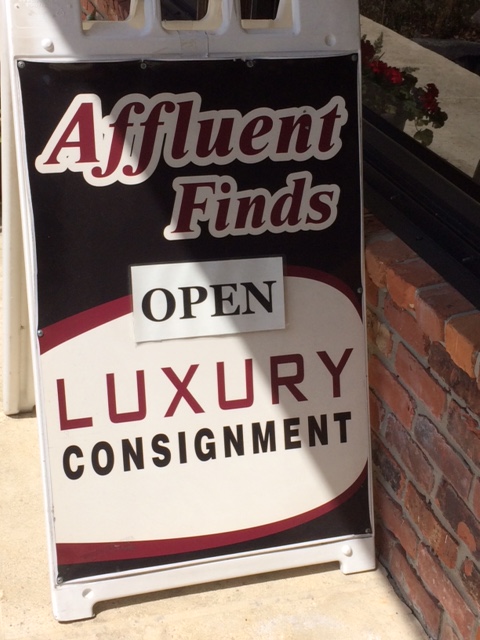 Affluent
Finds
OPEN
LUXURY
CONSIGNMENT